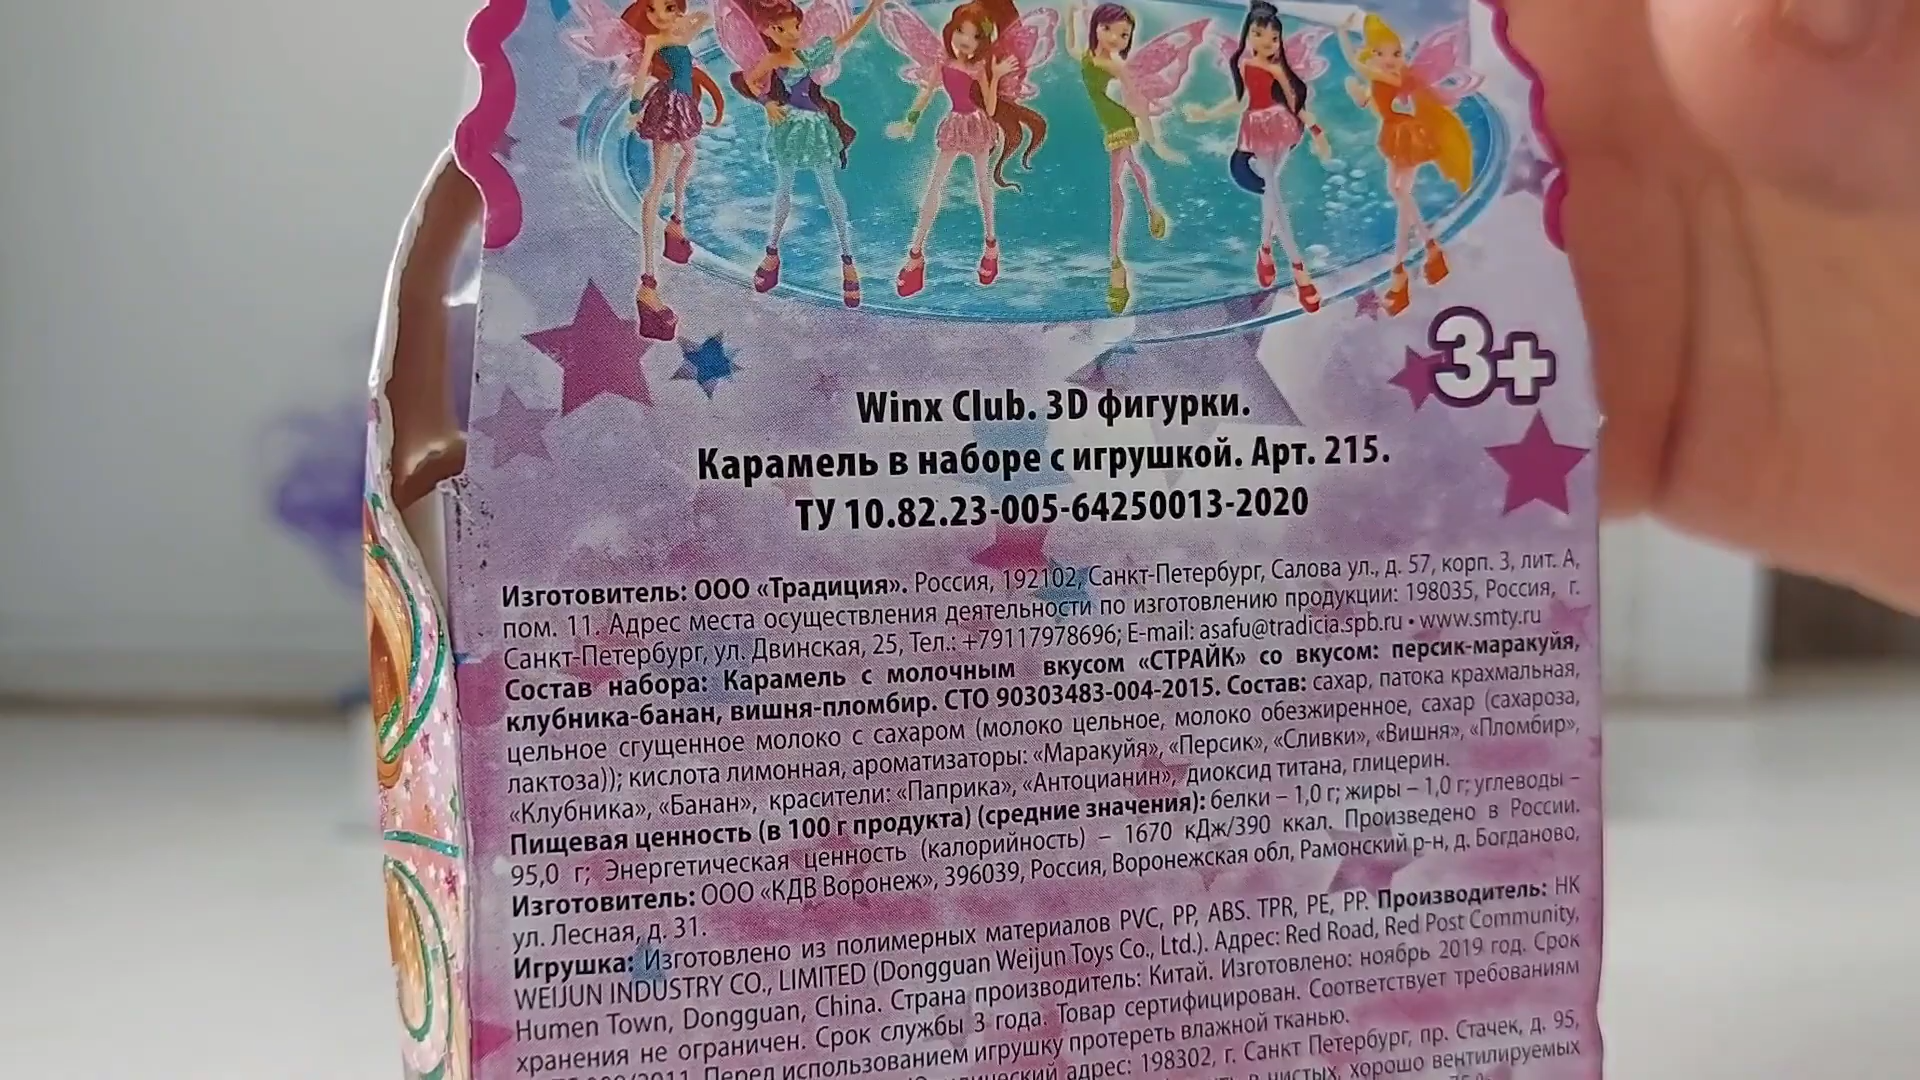 3+
Winx Club. 3D фигурки.
Карамель в наборе с игрушкой. Арт. 215.
ТУ 10.82.23-005-64250013-2020
Изготовитель: ООО «Традиция». Россия, 192102, Санкт-Петербург, Салова ул., д. 57, корп. 3, лит. А,
пом. 11. Адрес места осуществления деятельности по изготовлению продукции: 198035, Россия, г.
Санкт-Петербург, ул. Двинская, 25, Тел.: +79117978696; E-mail: asafu@tradicia.spb.ru • www.smty.ru
Состав набора: Карамель с молочным вкусом «СТРАЙК» со вкусом: персик-маракуйя,
клубника-банан, вишня-пломбир. СТО 90303483-004-2015. Состав: сахар, патока крахмальная,
цельное сгущенное молоко с сахаром (молоко цельное, молоко обезжиренное, сахар (сахароза,
лактоза)); кислота лимонная, ароматизаторы: «Маракуйя», «Персик», «Сливки», «Вишня», «Пломбир»,
«Клубника», «Банан», красители: «Паприка», «Антоцианин», диоксид титана, глицерин.
Пищевая ценность (в 100 г продукта) (средние значения): белки – 1,0 г; жиры – 1,0 г; углеводы –
95,0 г; Энергетическая ценность (калорийность) – 1670 кДж/390 ккал. Произведено в России.
Изготовитель: ООО «КДВ Воронеж», 396039, Россия, Воронежская обл, Рамонский р-н, д. Богданово,
ул. Лесная, д. 31.
Игрушка: Изготовлено из полимерных материалов PVC, PP, ABS. TPR, PE, PP. Производитель: HK
WEIJUN INDUSTRY CO., LIMITED (Dongguan Weijun Toys Co., Ltd.). Адрес: Red Road, Red Post Community,
Humen Town, Dongguan, China. Страна производитель: Китай. Изготовлено: ноябрь 2019 год. Срок
хранения не ограничен. Срок службы 3 года. Товар сертифицирован. Соответствует требованиям
Перед использованием игрушку протереть влажной тканью.
адрес: 198302, г. Санкт Петербург, пр. Стачек, д. 95,
чистых, хорошо вентилируемых